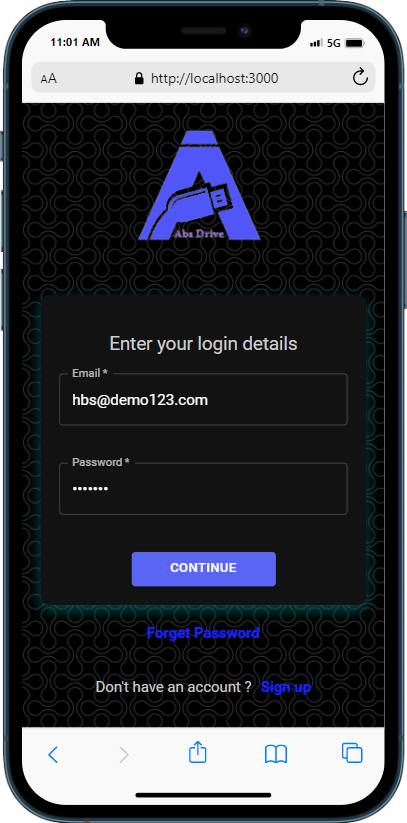 11:01 AM 5G
AA http://localhost:3000
Abs Drive
Enter your login details
Email *
hbs@demo123.com
Password *
•••••••
CONTINUE
Forget Password
Don't have an account ? Sign up